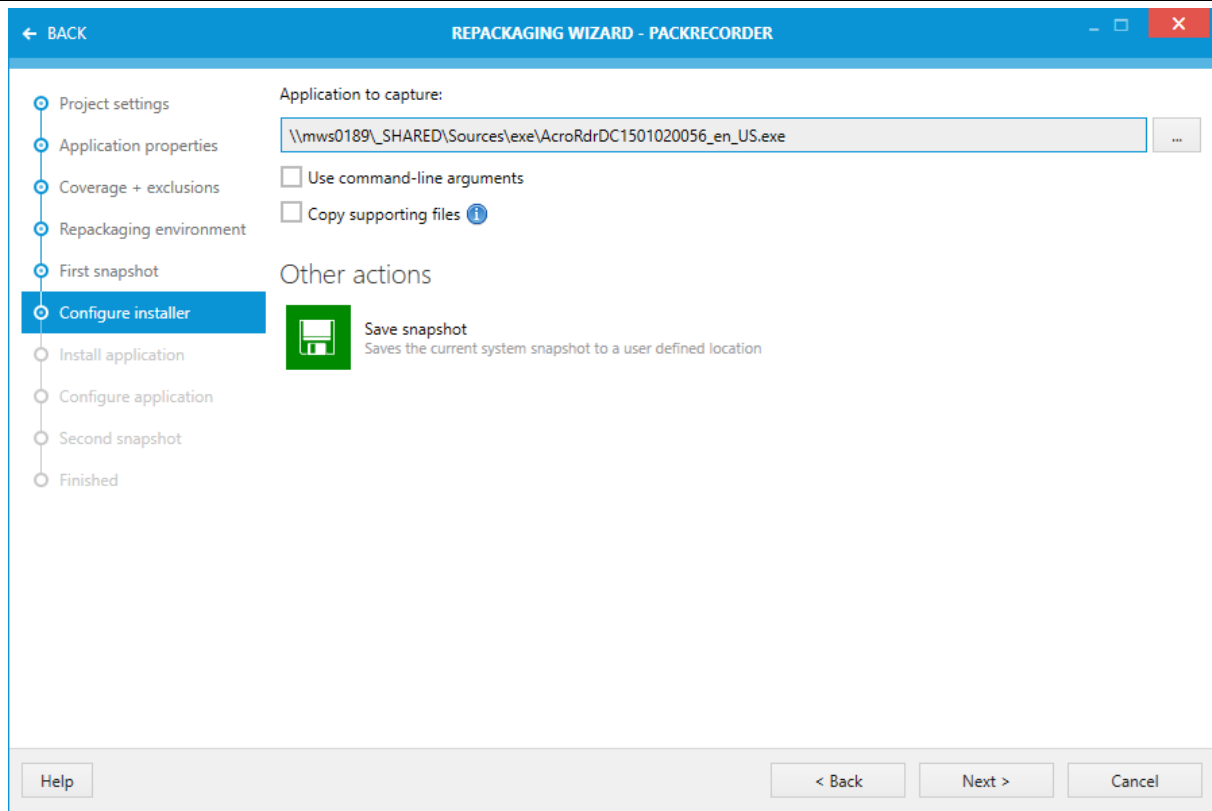 ← BACK
REPACKAGING WIZARD - PACKRECORDER
Project settings
Application properties
Coverage + exclusions
Repackaging environment
First snapshot
Configure installer
Install application
Configure application
Second snapshot
Finished
Application to capture:
\\mws0189\_SHARED\Sources\exe\AcroRdrDC1501020056_en_US.exe
...
Use command-line arguments
Copy supporting files
Other actions
Save snapshot
Saves the current system snapshot to a user defined location
Help
< Back
Next >
Cancel